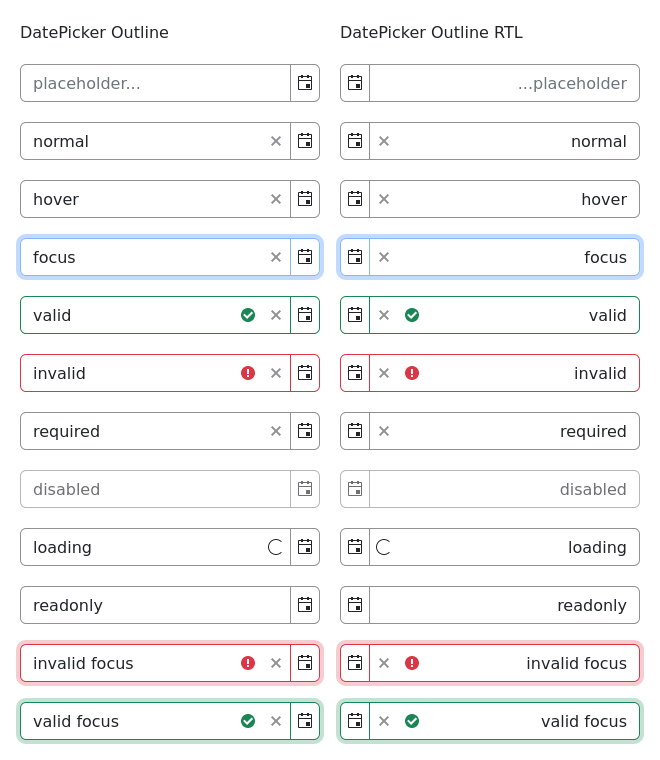 DatePicker Outline
DatePicker Outline RTL
placeholder...
...placeholder
normal
normal
hover
hover
focus
focus
valid
valid
invalid
invalid
required
required
disabled
disabled
loading
loading
readonly
readonly
invalid focus
invalid focus
valid focus
valid focus